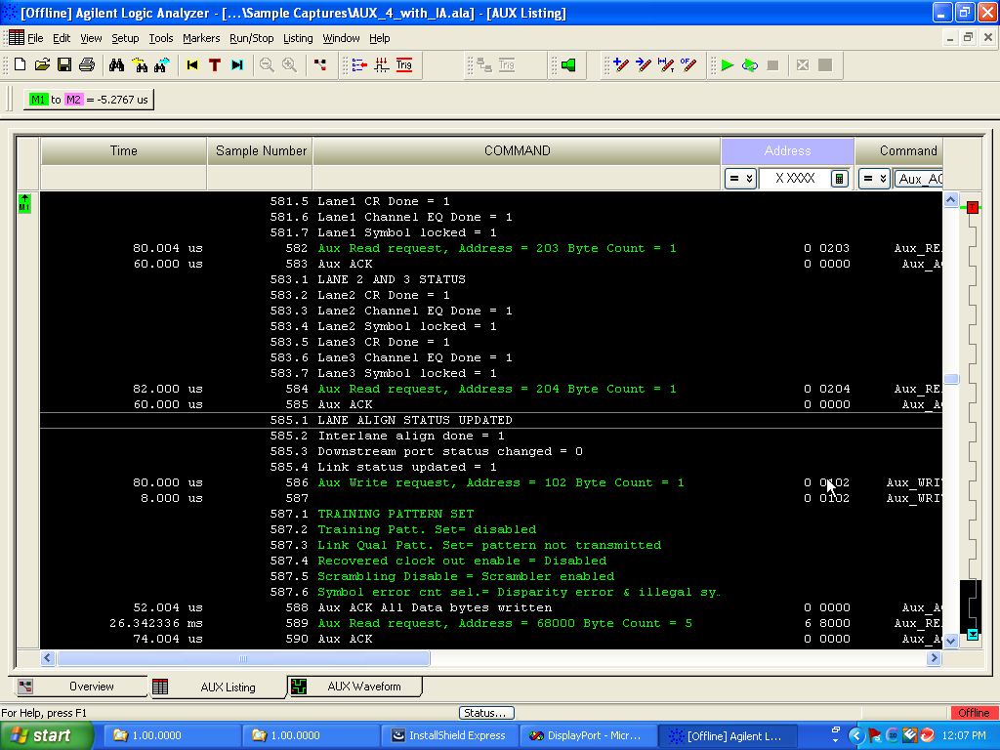 [Offline] Agilent Logic Analyzer - [...\Sample Captures\AUX_4_with_IA.ala] - [AUX Listing]
File Edit View Setup Tools Markers Run/Stop Listing Window Help
M1 to M2 = -5.2767 us
Time Sample Number COMMAND Address Command
= X XXXX = Aux_AC
M1
581.5 Lane1 CR Done = 1
581.6 Lane1 Channel EQ Done = 1
581.7 Lane1 Symbol locked = 1
80.004 us 582 Aux Read request, Address = 203 Byte Count = 1 0 0203 Aux_RE
60.000 us 583 Aux ACK 0 0000 Aux_A
583.1 LANE 2 AND 3 STATUS
583.2 Lane2 CR Done = 1
583.3 Lane2 Channel EQ Done = 1
583.4 Lane2 Symbol locked = 1
583.5 Lane3 CR Done = 1
583.6 Lane3 Channel EQ Done = 1
583.7 Lane3 Symbol locked = 1
82.000 us 584 Aux Read request, Address = 204 Byte Count = 1 0 0204 Aux_RE
60.000 us 585 Aux ACK 0 0000 Aux_A
585.1 LANE ALIGN STATUS UPDATED
585.2 Interlane align done = 1
585.3 Downstream port status changed = 0
585.4 Link status updated = 1
80.000 us 586 Aux Write request, Address = 102 Byte Count = 1 0 0102 Aux_WRI
8.000 us 587 0 0102 Aux_WRI
587.1 TRAINING PATTERN SET
587.2 Training Patt. Set= disabled
587.3 Link Qual Patt. Set= pattern not transmitted
587.4 Recovered clock out enable = Disabled
587.5 Scrambling Disable = Scrambler enabled
587.6 Symbol error cnt sel.= Disparity error & illegal sy.
52.004 us 588 Aux ACK All Data bytes written 0 0000 Aux_A
26.342336 ms 589 Aux Read request, Address = 68000 Byte Count = 5 6 8000 Aux_RE
74.004 us 590 Aux ACK 0 0000 Aux_A
Overview AUX Listing AUX Waveform
For Help, press F1 Status... Offline
start 1.00.0000 1.00.0000 InstallShield Express DisplayPort - Micr... [Offline] Agilent L... 12:07 PM